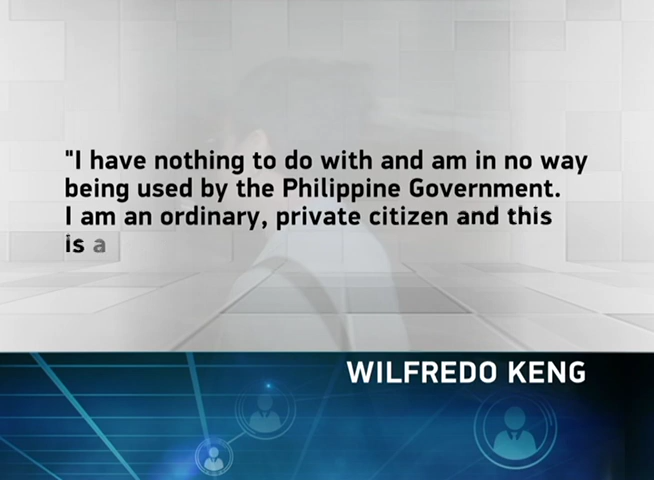 "I have nothing to do with and am in no way
being used by the Philippine Government.
I am an ordinary, private citizen and this
is a
WILFREDO KENG